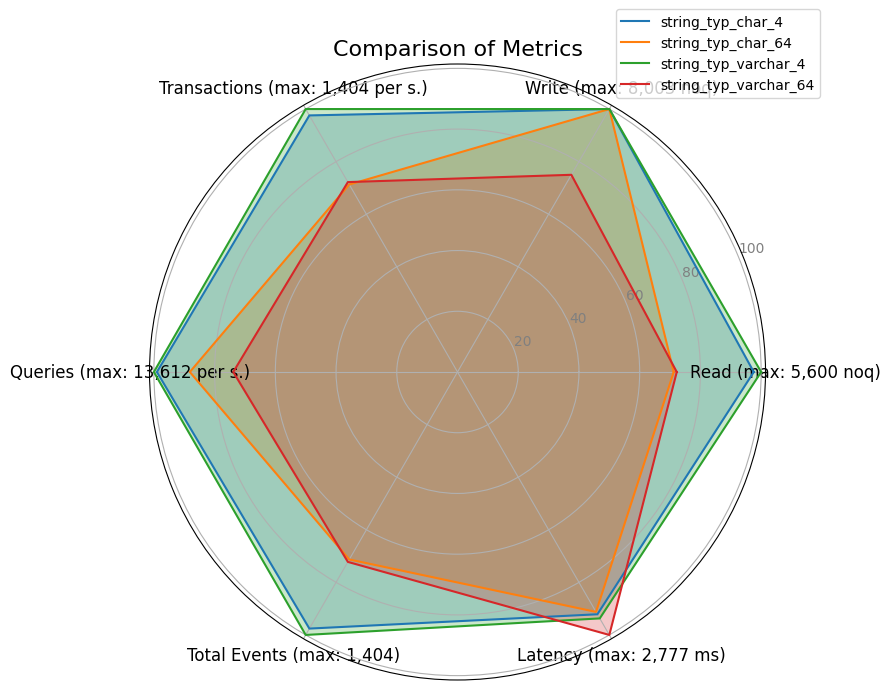 string_typ_char_4
string_typ_char_64
string_typ_varchar_4
string_typ_varchar_64
Comparison of Metrics
Transactions (max: 1,404 per s.)
Write (max: noq)
100
80
60
40
20
Queries (max: 13,612 per s.)
Read (max: 5,600 noq)
Total Events (max: 1,404)
Latency (max: 2,777 ms)